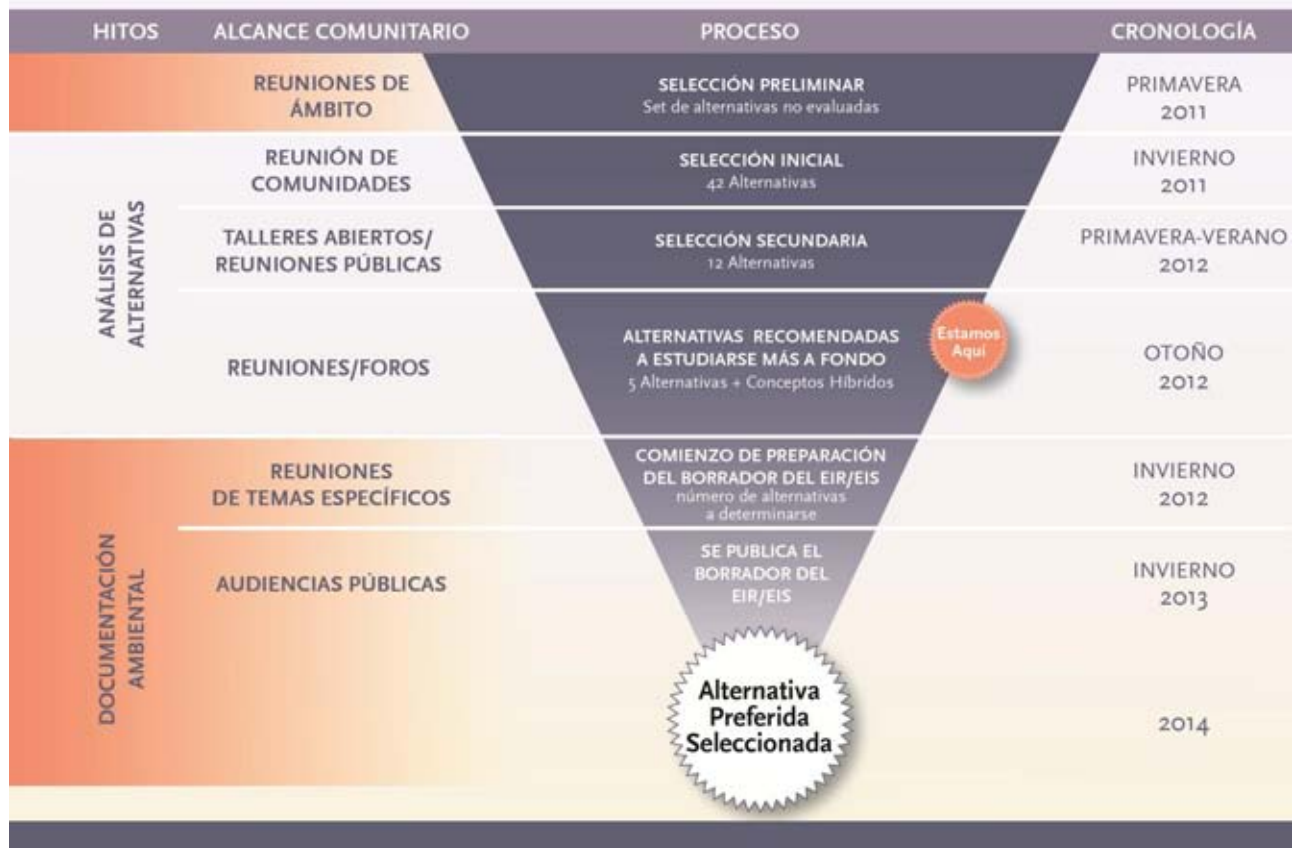 HITOS ALCANCE COMUNITARIO PROCESO CRONOLOGÍA
REUNIONES DE
ÁMBITO
SELECCIÓN PRELIMINAR
Set de alternativas no evaluadas
PRIMAVERA
2011
ANÁLISIS DE
ALTERNATIVAS
REUNIÓN DE
COMUNIDADES
SELECCIÓN INICIAL
42 Alternativas
INVIERNO
2011
TALLERES ABIERTOS/
REUNIONES PÚBLICAS
SELECCIÓN SECUNDARIA
12 Alternativas
PRIMAVERA-VERANO
2012
REUNIONES/FOROS
ALTERNATIVAS RECOMENDADAS
A ESTUDIARSE MÁS A FONDO
5 Alternativas + Conceptos Híbridos
Estamos
Aquí
OTOÑO
2012
DOCUMENTACIÓN
AMBIENTAL
REUNIONES
DE TEMAS ESPECÍFICOS
COMIENZO DE PREPARACIÓN
DEL BORRADOR DEL EIR/EIS
número de alternativas
a determinarse
INVIERNO
2012
AUDIENCIAS PÚBLICAS
SE PUBLICA EL
BORRADOR DEL
EIR/EIS
INVIERNO
2013
Alternativa
Preferida
Seleccionada
2014